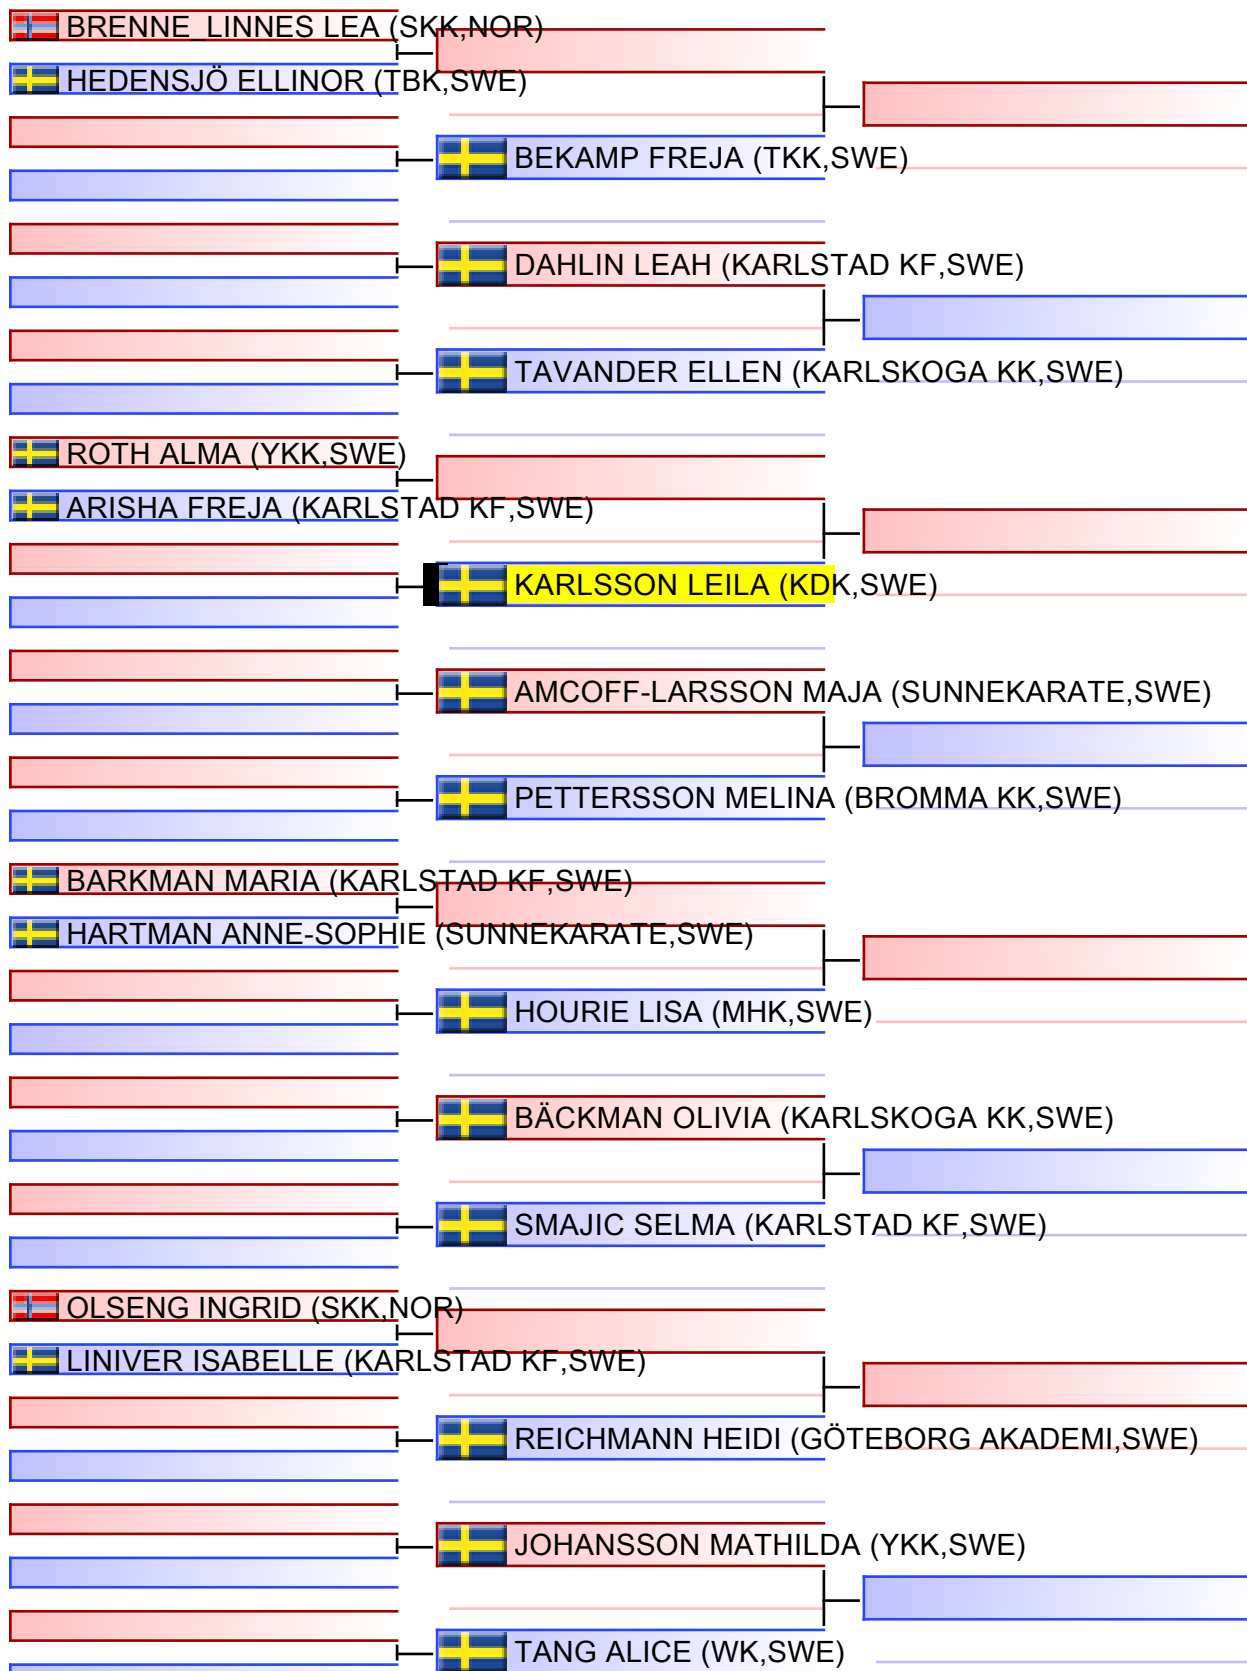 BRENNE_LINNES LEA (SKK,NOR)
HEDENSJÖ ELLINOR (TBK,SWE)
BEKAMP FREJA (TKK,SWE)
DAHLIN LEAH (KARLSTAD KF,SWE)
TAVANDER ELLEN (KARLSKOGA KK,SWE)
ROTH ALMA (YKK,SWE)
ARISHA FREJA (KARLSTAD KF,SWE)
KARLSSON LEILA (KDK,SWE)
AMCOFF-LARSSON MAJA (SUNNEKARATE,SWE)
PETTERSSON MELINA (BROMMA KK,SWE)
BARKMAN MARIA (KARLSTAD KF,SWE)
HARTMAN ANNE-SOPHIE (SUNNEKARATE,SWE)
HOURIE LISA (MHK,SWE)
BÄCKMAN OLIVIA (KARLSKOGA KK,SWE)
SMAJIC SELMA (KARLSTAD KF,SWE)
OLSENG INGRID (SKK,NOR)
LINIVER ISABELLE (KARLSTAD KF,SWE)
REICHMANN HEIDI (GÖTEBORG AKADEMI,SWE)
JOHANSSON MATHILDA (YKK,SWE)
TANG ALICE (WK,SWE)